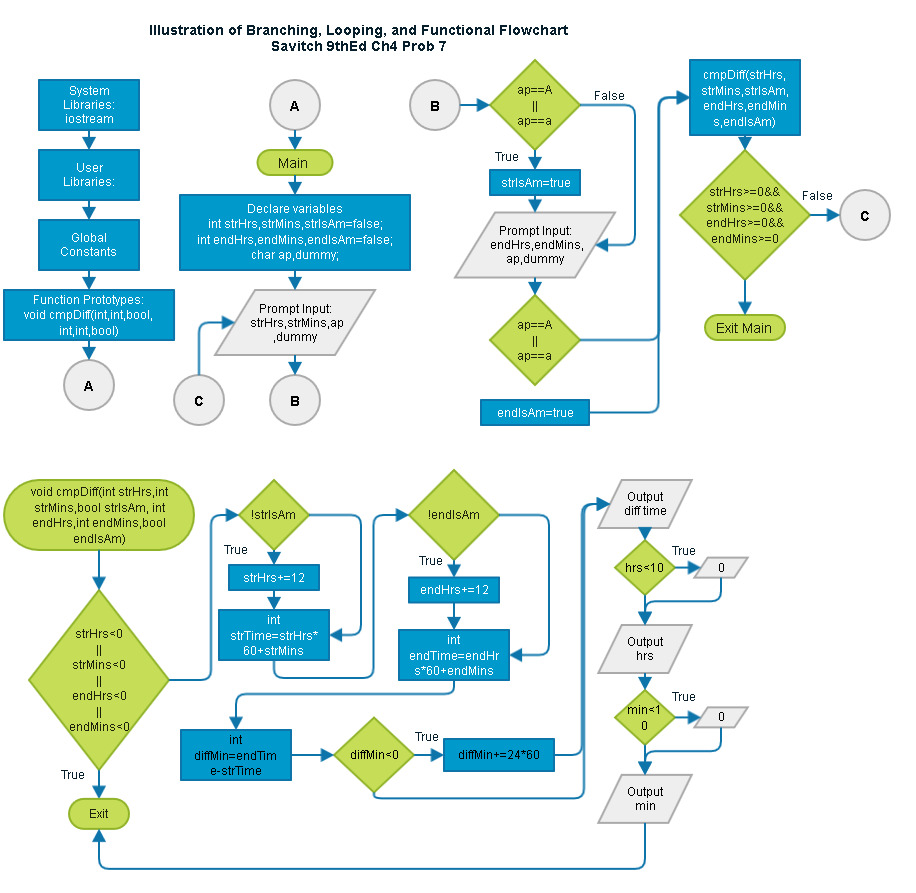 Illustration of Branching, Looping, and Functional Flowchart
Savitch 9thEd Ch4 Prob 7
System
Libraries:
iostream
User
Libraries:
Global
Constants
Function Prototypes:
void cmpDiff(int,int,bool,
int,int,bool)
A
A
Main
Declare variables
int strHrs,strMins,strIsAm=false;
int endHrs,endMins,endIsAm=false;
char ap,dummy;
Prompt Input:
strHrs,strMins,ap
,dummy
C
B
B
ap==A
||
ap==a
False
True
strIsAm=true
Prompt Input:
endHrs,endMins,
ap,dummy
ap==A
||
ap==a
endIsAm=true
cmpDiff(strHrs,
strMins,strIsAm,
endHrs,endMin
s,endIsAm)
strHrs>=0&&
strMins>=0&&
endHrs>=0&&
endMins>=0
False
C
Exit Main
void cmpDiff(int strHrs,int
strMins,bool strIsAm, int
endHrs,int endMins,bool
endIsAm)
strHrs<0
||
strMins<0
||
endHrs<0
||
endMins<0
True
Exit
!strIsAm
True
strHrs+=12
int
strTime=strHrs*
60+strMins
!endIsAm
True
endHrs+=12
int
endTime=endHr
s*60+endMins
int
diffMin=endTim
e-strTime
diffMin<0
True
diffMin+=24*60
Output
diff time
hrs<10
True
0
Output
hrs
min<1
0
True
0
Output
min